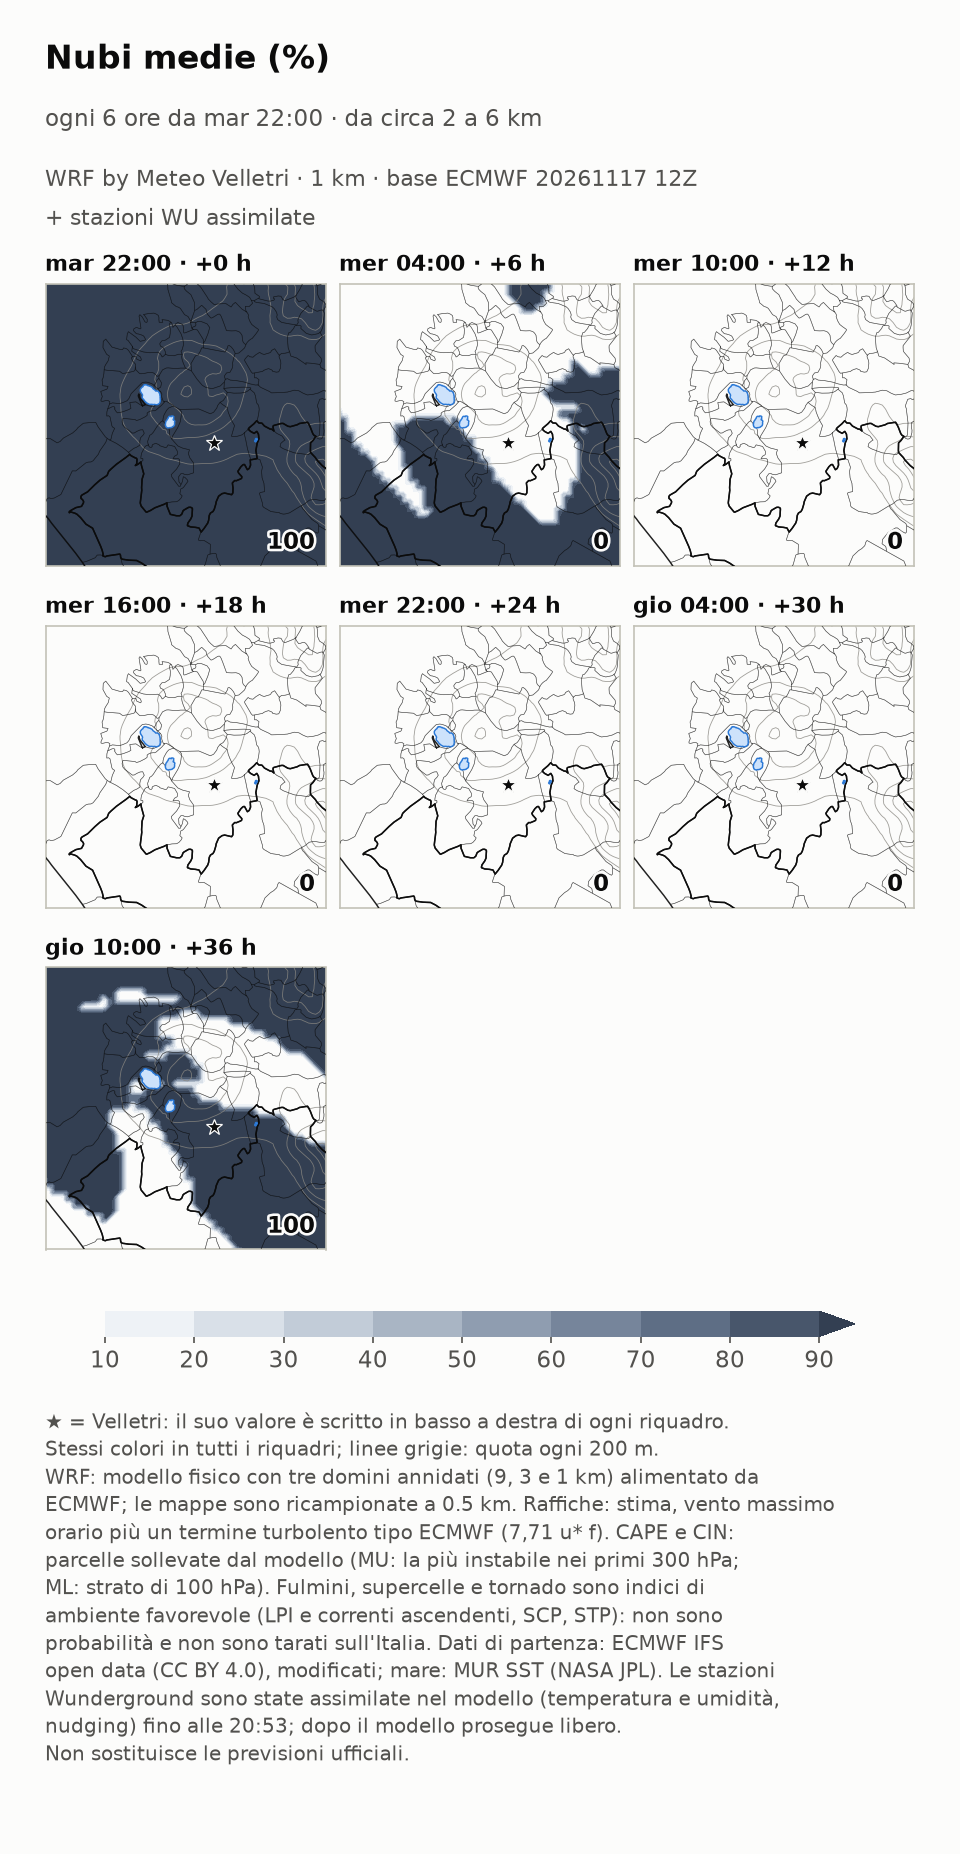 Nubi medie (%)
ogni 6 ore da mar 22:00 · da circa 2 a 6 km
WRF by Meteo Velletri · 1 km · base ECMWF 20261117 12Z
+ stazioni WU assimilate
mar 22:00 · +0 h
mer 04:00 · +6 h
mer 10:00 · +12 h
100
0
0
mer 16:00 · +18 h
mer 22:00 · +24 h
gio 04:00 · +30 h
0
0
0
gio 10:00 · +36 h
100
10 20 30 40 50 60 70 80 90
★ = Velletri: il suo valore è scritto in basso a destra di ogni riquadro.
Stessi colori in tutti i riquadri; linee grigie: quota ogni 200 m.
WRF: modello fisico con tre domini annidati (9, 3 e 1 km) alimentato da
ECMWF; le mappe sono ricampionate a 0.5 km. Raffiche: stima, vento massimo
orario più un termine turbolento tipo ECMWF (7,71 u* f). CAPE e CIN:
parcelle sollevate dal modello (MU: la più instabile nei primi 300 hPa;
ML: strato di 100 hPa). Fulmini, supercelle e tornado sono indici di
ambiente favorevole (LPI e correnti ascendenti, SCP, STP): non sono
probabilità e non sono tarati sull'Italia. Dati di partenza: ECMWF IFS
open data (CC BY 4.0), modificati; mare: MUR SST (NASA JPL). Le stazioni
Wunderground sono state assimilate nel modello (temperatura e umidità,
nudging) fino alle 20:53; dopo il modello prosegue libero.
Non sostituisce le previsioni ufficiali.